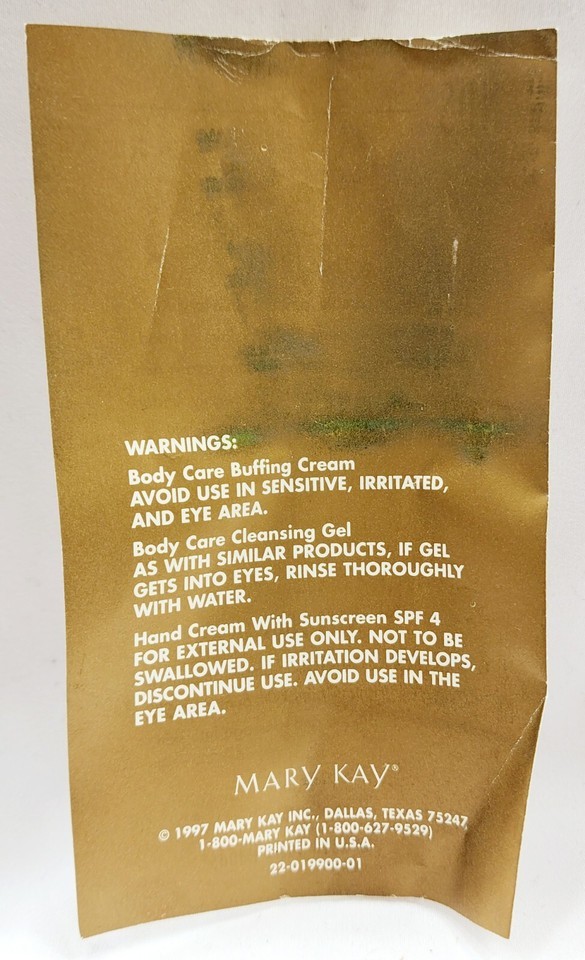 WARNINGS:
Body Care Buffing Cream
AVOID USE IN SENSITIVE, IRRITATED,
AND EYE AREA.
Body Care Cleansing Gel
AS WITH SIMILAR PRODUCTS, IF GEL
GETS INTO EYES, RINSE THOROUGHLY
WITH WATER.
Hand Cream With Sunscreen SPF 4
FOR EXTERNAL USE ONLY. NOT TO BE
SWALLOWED. IF IRRITATION DEVELOPS,
DISCONTINUE USE. AVOID USE IN THE
EYE AREA.
MARY KAY®
© 1997 MARY KAY INC., DALLAS, TEXAS 75247
1-800-MARY KAY (1-800-627-9529)
PRINTED IN U.S.A.
22-019900-01